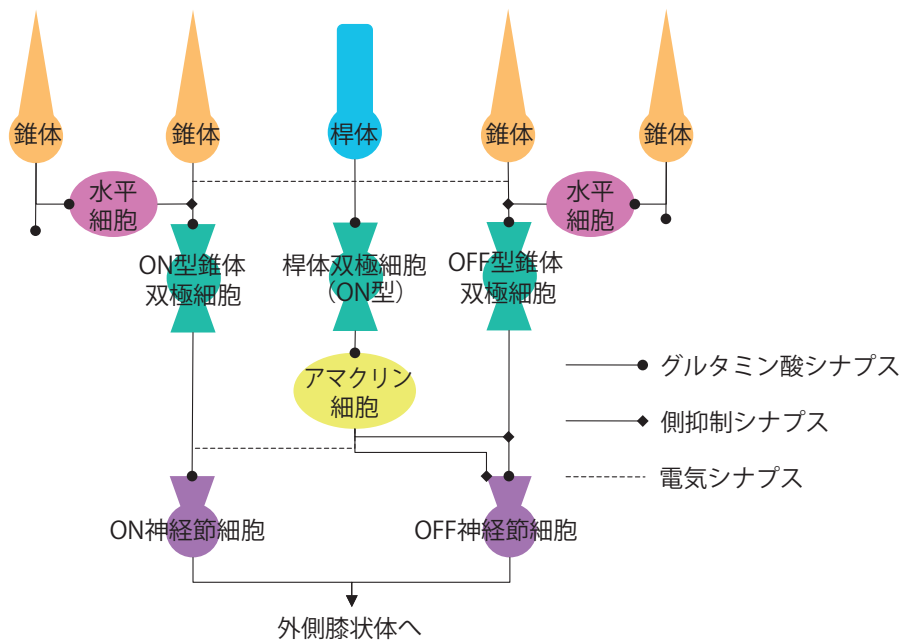 錐体
錐体
桿体
錐体
錐体
水平
細胞
水平
細胞
ON型錐体
双極細胞
桿体双極細胞
（ON型）
OFF型錐体
双極細胞
アマクリン
細胞
グルタミン酸シナプス
側抑制シナプス
電気シナプス
ON神経節細胞
OFF神経節細胞
外側膝状体へ